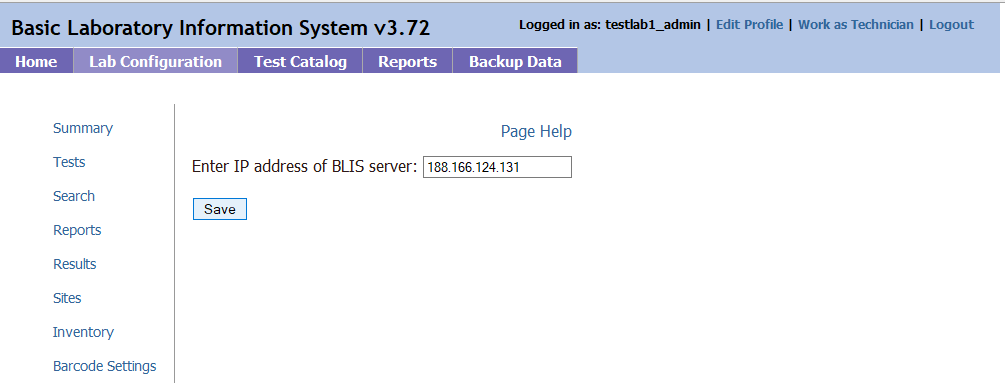 Basic Laboratory Information System v3.72
Logged in as: testlab1_admin | Edit Profile | Work as Technician | Logout
Home Lab Configuration Test Catalog Reports Backup Data
Summary
Tests
Search
Reports
Results
Sites
Inventory
Barcode Settings
Page Help
Enter IP address of BLIS server: 188.166.124.131
Save